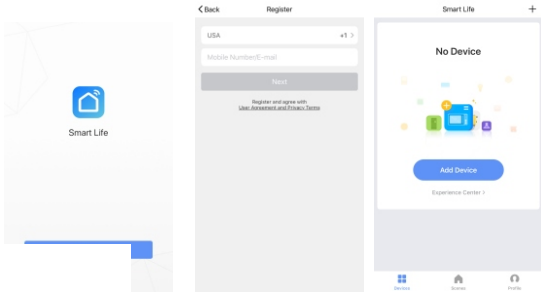 Smart Life
Back
Register
USA
+1
Mobile Number/E-mail
Next
Register and agree with
User Agreement and Privacy Terms
Smart Life
+
No Device
Add Device
Experience Center
Devices
Scenes
Profile